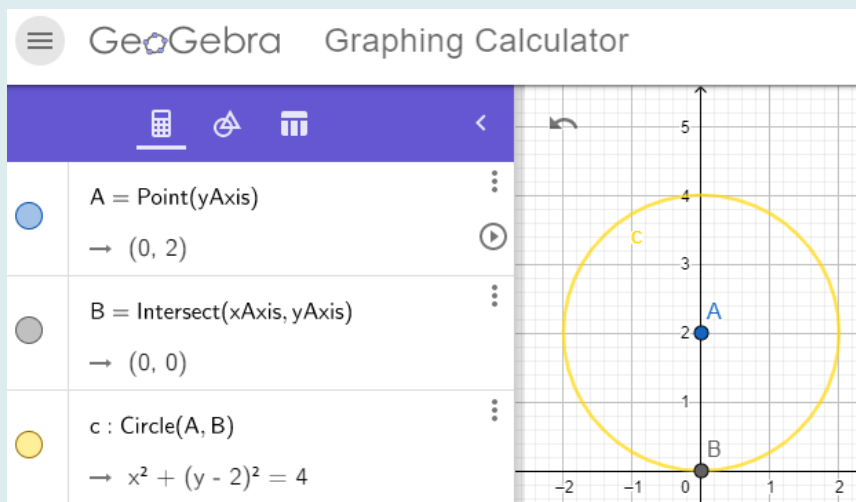 GeoGebra Graphing Calculator
A = Point(yAxis)
→ (0, 2)
B = Intersect(xAxis, yAxis)
→ (0, 0)
c : Circle(A, B)
→ x² + (y - 2)² = 4
5
4
c
3
A
2
1
B
−2 −1 0 1 2